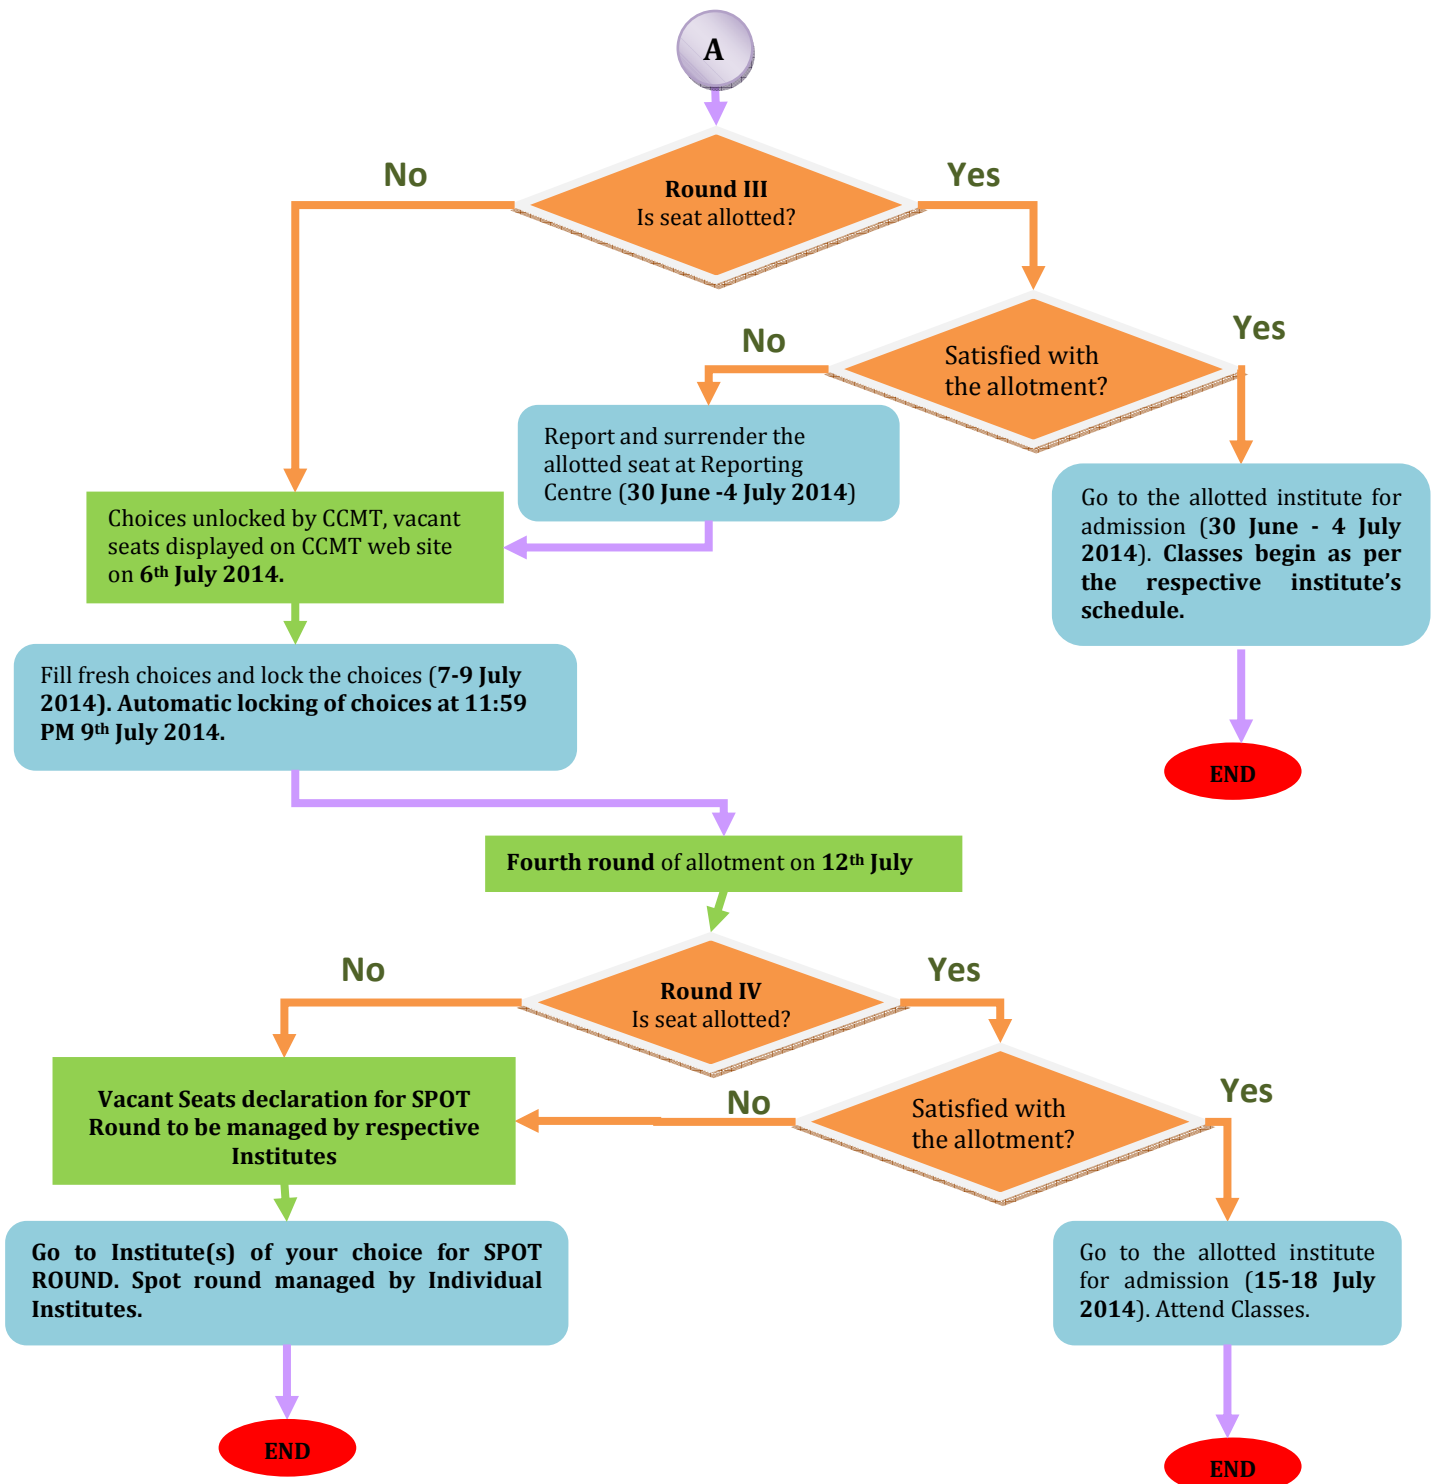 A
No
Yes
Round III
Is seat allotted?
No
Yes
Satisfied with
the allotment?
Report and surrender the
allotted seat at Reporting
Centre (30 June -4 July 2014)
Go to the allotted institute for
admission (30 June - 4 July
2014). Classes begin as per
the respective institute's
schedule.
Choices unlocked by CCMT, vacant
seats displayed on CCMT web site
on 6th July 2014.
Fill fresh choices and lock the choices (7-9 July
2014). Automatic locking of choices at 11:59
PM 9th July 2014.
END
Fourth round of allotment on 12th July
No
Yes
Round IV
Is seat allotted?
Vacant Seats declaration for SPOT
Round to be managed by respective
Institutes
No
Yes
Satisfied with
the allotment?
Go to Institute(s) of your choice for SPOT
ROUND. Spot round managed by Individual
Institutes.
Go to the allotted institute
for admission (15-18 July
2014). Attend Classes.
END
END